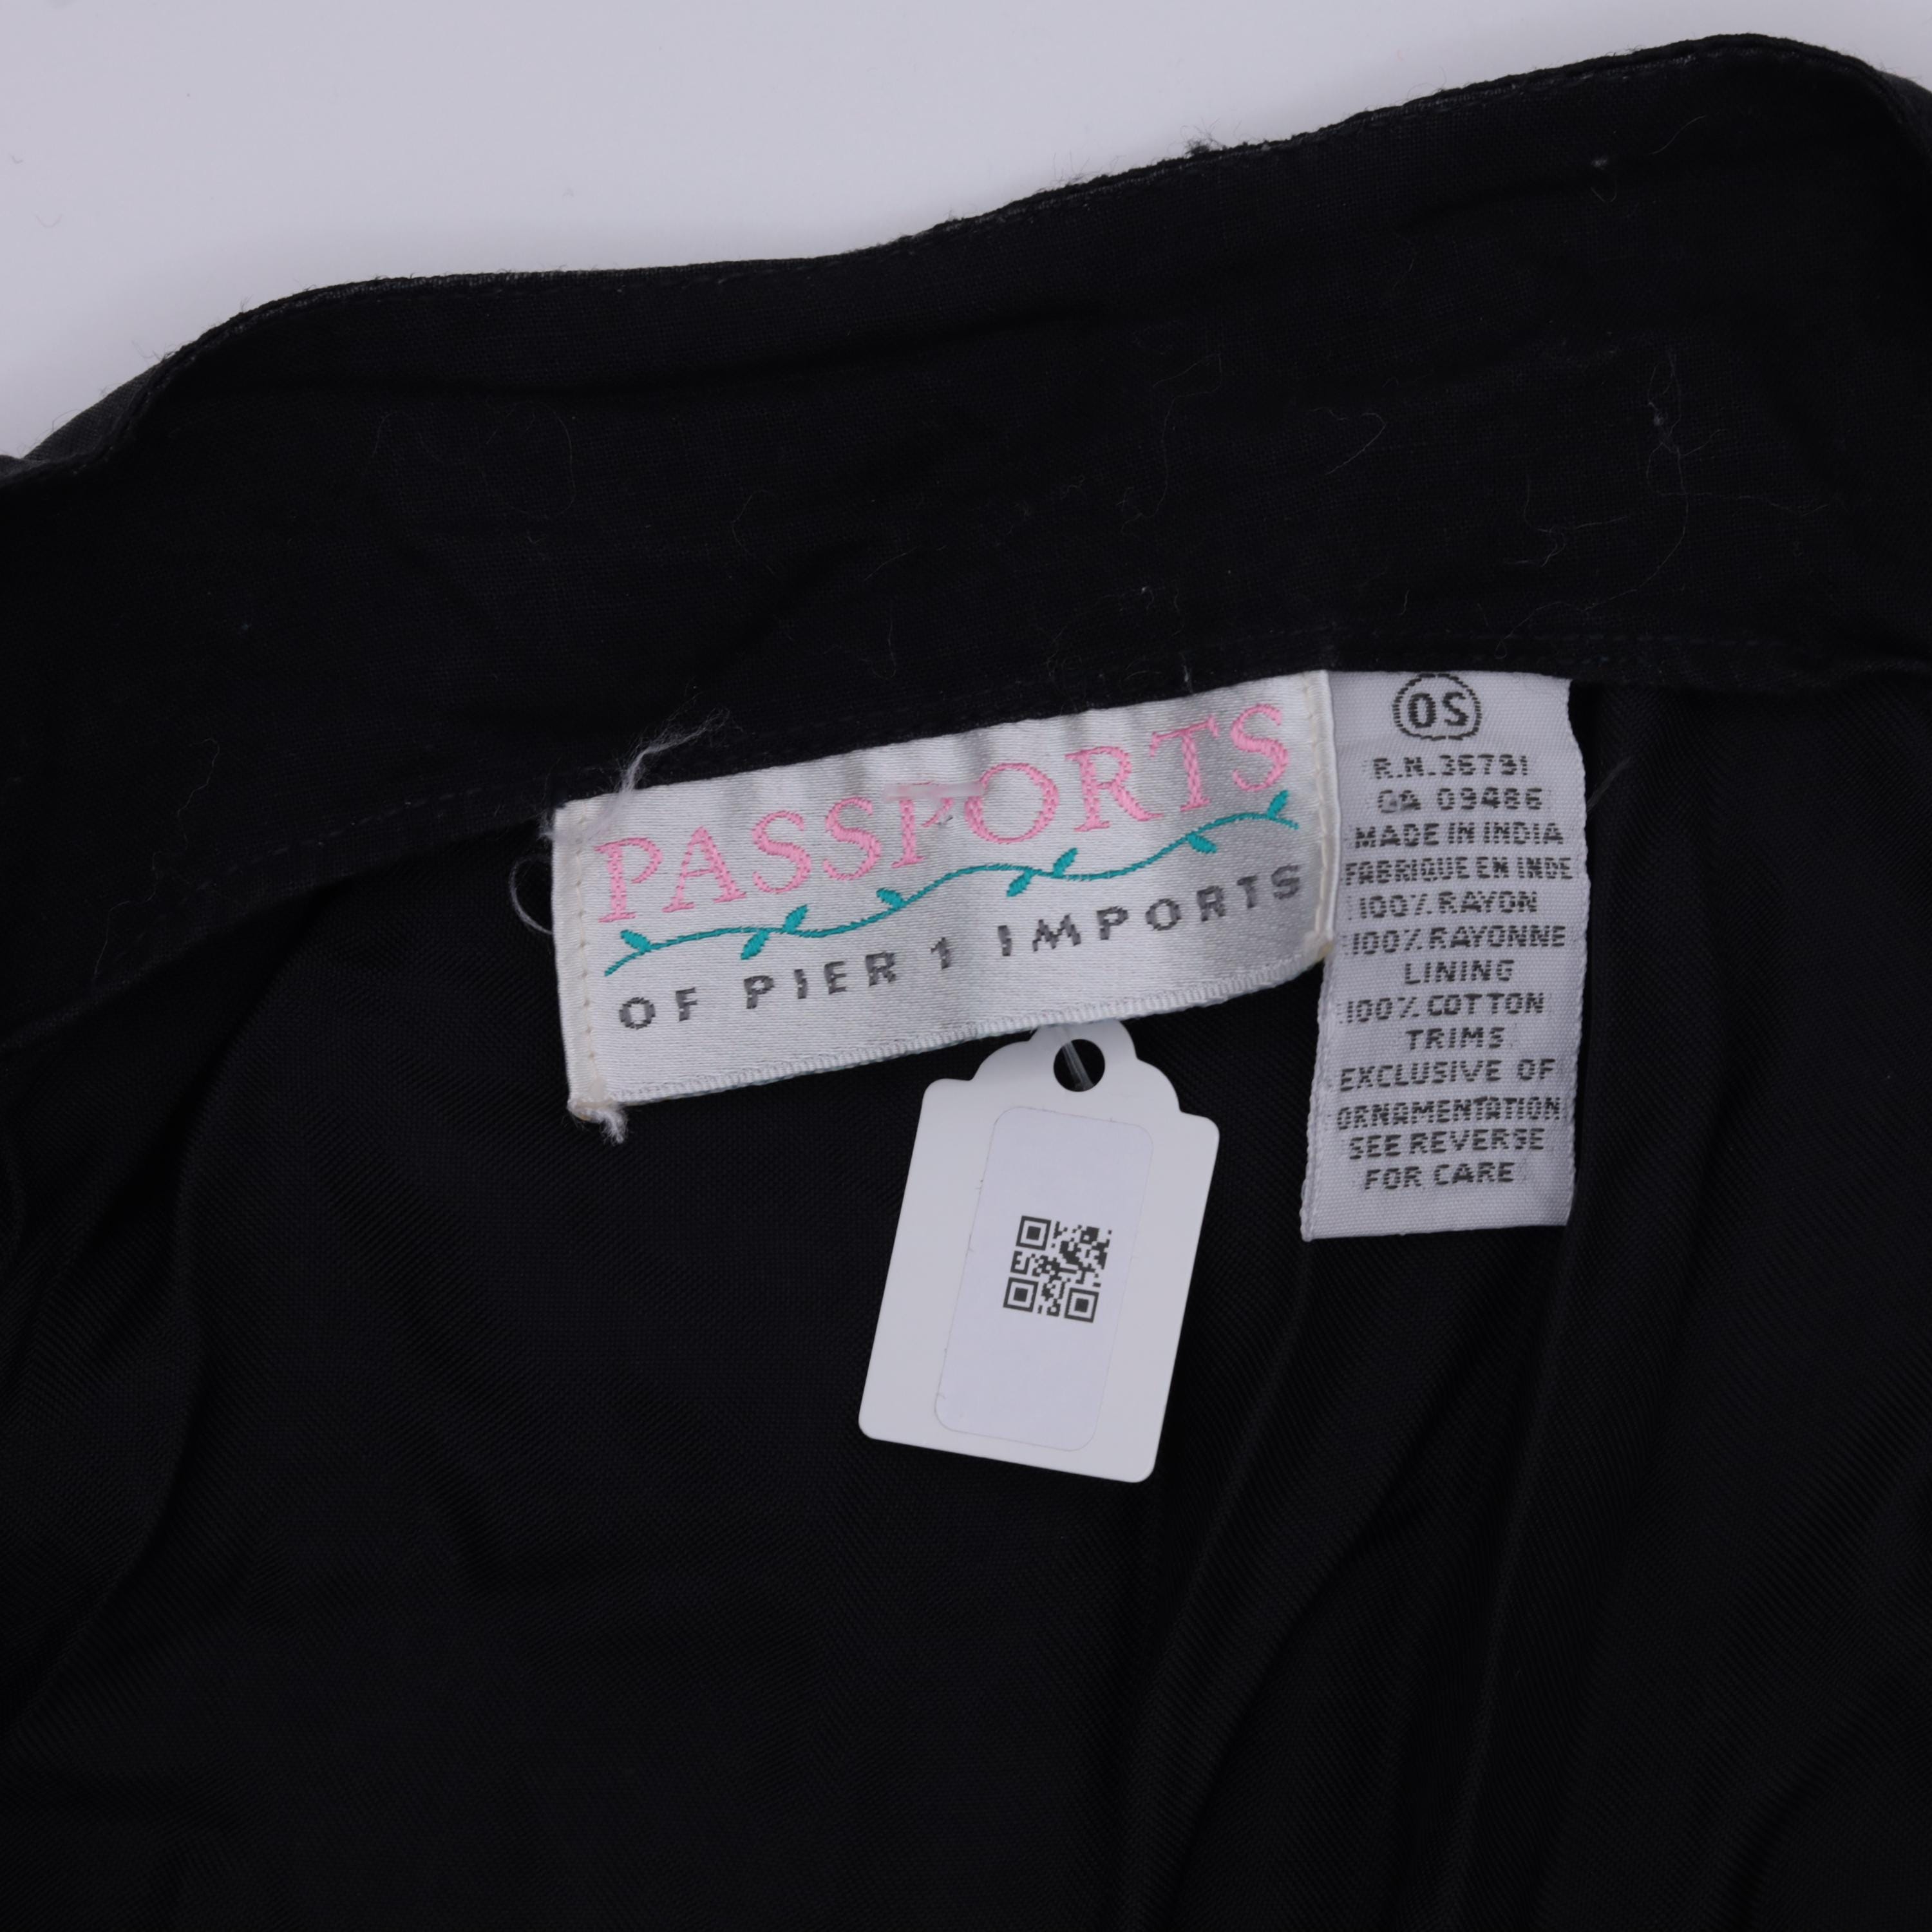 PASSPORTS
OF PIER 1 IMPORTS
OS
R.N.36791
CA 09486
MADE IN INDIA
FABRIQUE EN INDE
100% RAYON
100% RAYONNE
LINING
100% COTTON
TRIMS
EXCLUSIVE OF
ORNAMENTATION
SEE REVERSE
FOR CARE